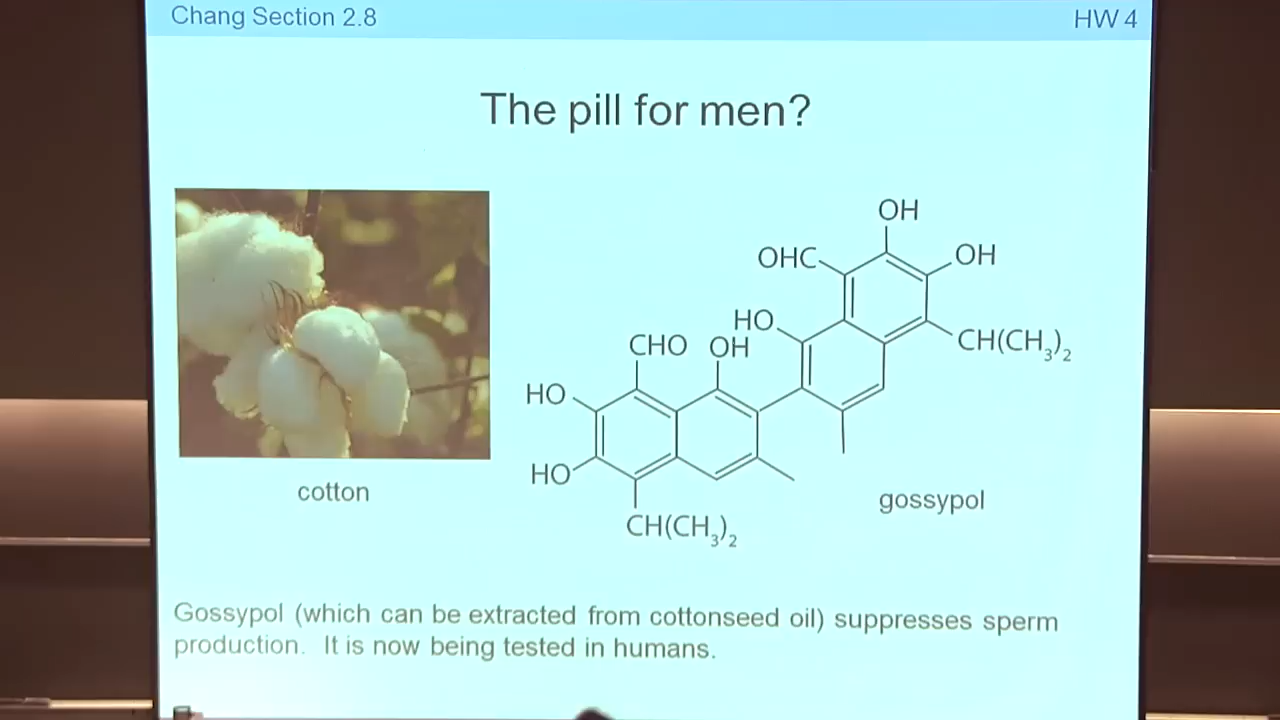 Chang Section 2.8
HW 4
The pill for men?
OH
OHC
OH
HO
CH(CH₃)₂
CHO
OH
HO
HO
CH(CH₃)₂
cotton
gossypol
Gossypol (which can be extracted from cottonseed oil) suppresses sperm
production. It is now being tested in humans.